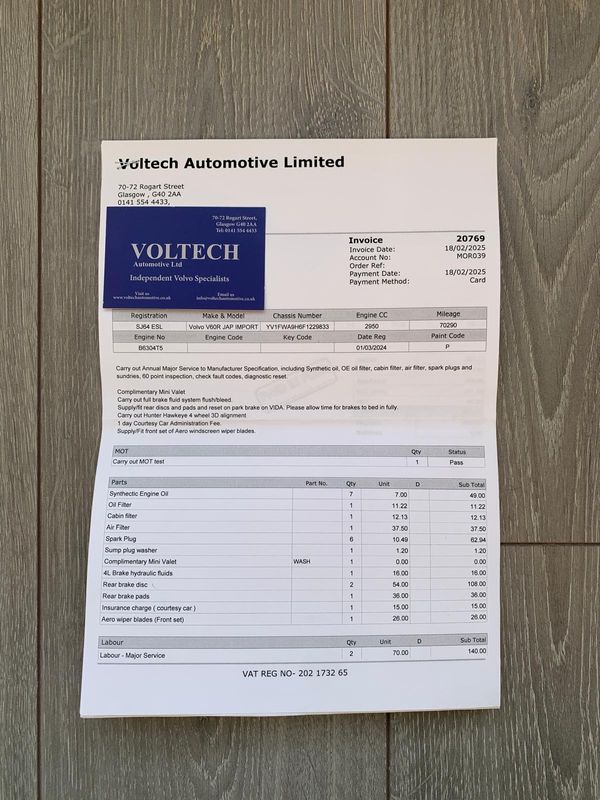 Voltech Automotive Limited
70-72 Rogart Street
Glasgow , G40 2AA
0141 554 4433,
70-72 Rogart Street,
Glasgow G40 2AA
Tel: 0141 554 4433
VOLTECH
Automotive Ltd
Independent Volvo Specialists
Visit us
www.voltechautomotive.co.uk
Email us
info@voltechautomotive.co.uk
Invoice 20769
Invoice Date: 18/02/2025
Account No: MOR039
Order Ref:
Payment Date: 18/02/2025
Payment Method: Card
Registration Make & Model Chassis Number Engine CC Mileage
SJ64 ESL Volvo V60R JAP IMPORT YV1FWA9H6F1229833 2950 70290
Engine No Engine Code Key Code Date Reg Paint Code
B6304T5 01/03/2024 P
Carry out Annual Major Service to Manufacturer Specification, including Synthetic oil, OE oil filter, cabin filter, air filter, spark plugs and
sundries, 60 point inspection, check fault codes, diagnostic reset.
Complimentary Mini Valet
Carry out full brake fluid system flush/bleed.
Supply/fit rear discs and pads and reset on park brake on VIDA. Please allow time for brakes to bed in fully.
Carry out Hunter Hawkeye 4 wheel 3D alignment
1 day Courtesy Car Administration Fee.
Supply/Fit front set of Aero windscreen wiper blades.
MOT Qty Status
Carry out MOT test 1 Pass
Parts Part No. Qty Unit D Sub Total
Synthectic Engine Oil 7 7.00 49.00
Oil Filter 1 11.22 11.22
Cabin filter 1 12.13 12.13
Air Filter 1 37.50 37.50
Spark Plug 6 10.49 62.94
Sump plug washer 1 1.20 1.20
Complimentary Mini Valet WASH 1 0.00 0.00
4L Brake hydraulic fluids 1 16.00 16.00
Rear brake disc 2 54.00 108.00
Rear brake pads 1 36.00 36.00
Insurance charge ( courtesy car ) 1 15.00 15.00
Aero wiper blades (Front set) 1 26.00 26.00
Labour Qty Unit D Sub Total
Labour - Major Service 2 70.00 140.00
VAT REG NO- 202 1732 65